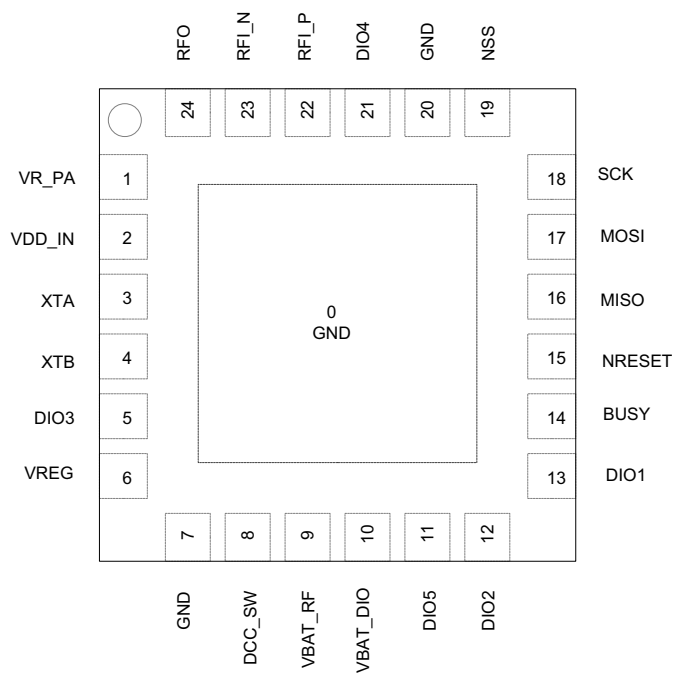 RFO RFI_N RFI_P DIO4 GND NSS
24 23 22 21 20 19
VR_PA 1 18 SCK
VDD_IN 2 17 MOSI
XTA 3 16 MISO
0
GND
XTB 4 15 NRESET
DIO3 5 14 BUSY
VREG 6 13 DIO1
7 8 9 10 11 12
GND DCC_SW VBAT_RF VBAT_DIO DIO5 DIO2